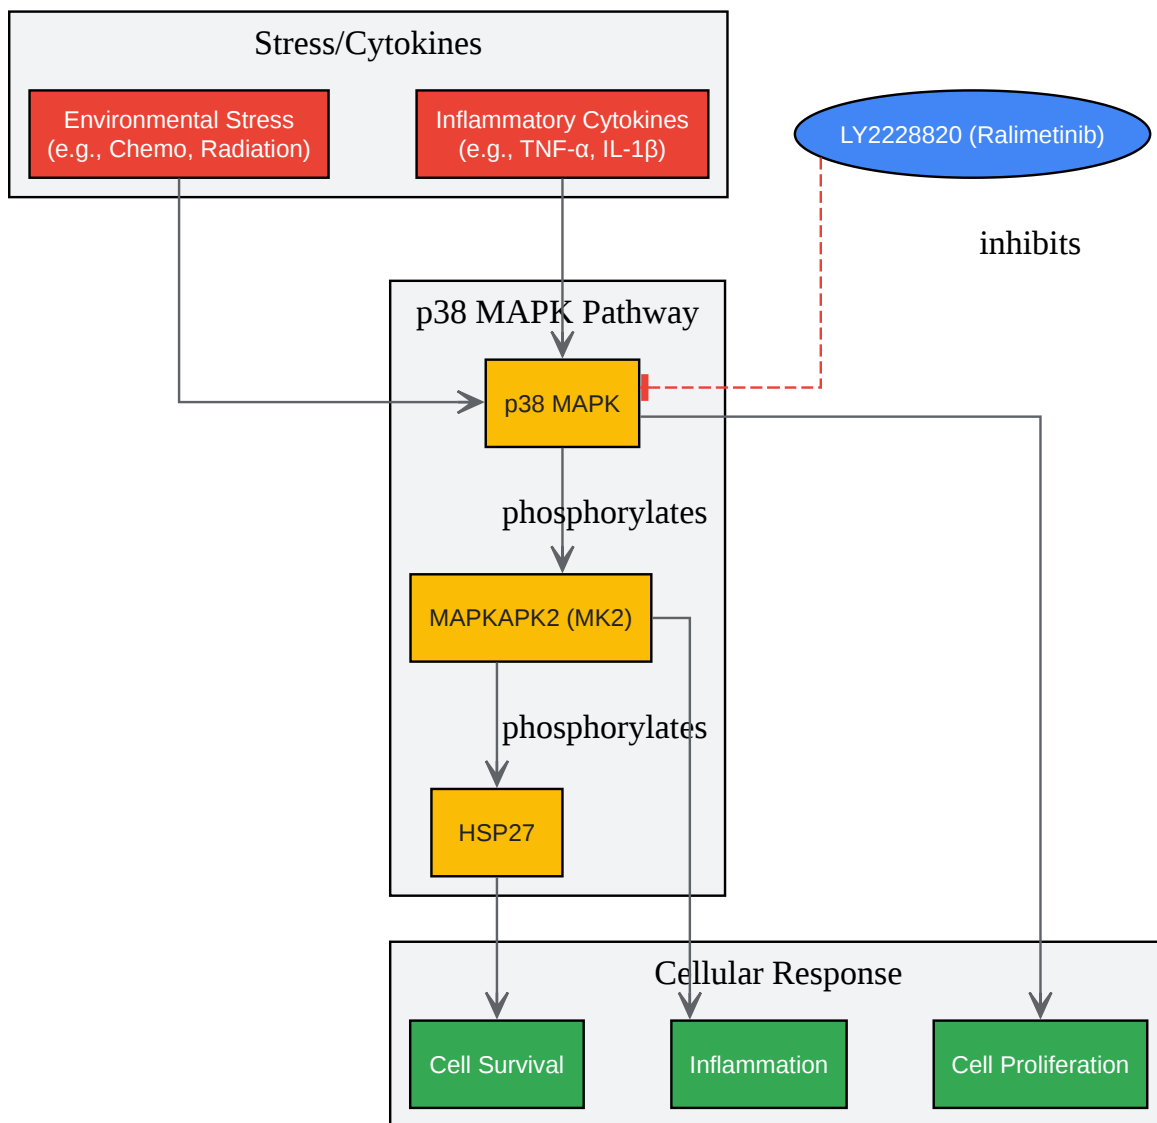 Stress/Cytokines
Environmental Stress
(e.g., Chemo, Radiation)
Inflammatory Cytokines
(e.g., TNF-α, IL-1β)
LY2228820 (Ralimetinib)
inhibits
p38 MAPK Pathway
p38 MAPK
phosphorylates
MAPKAPK2 (MK2)
phosphorylates
HSP27
Cellular Response
Cell Survival
Inflammation
Cell Proliferation